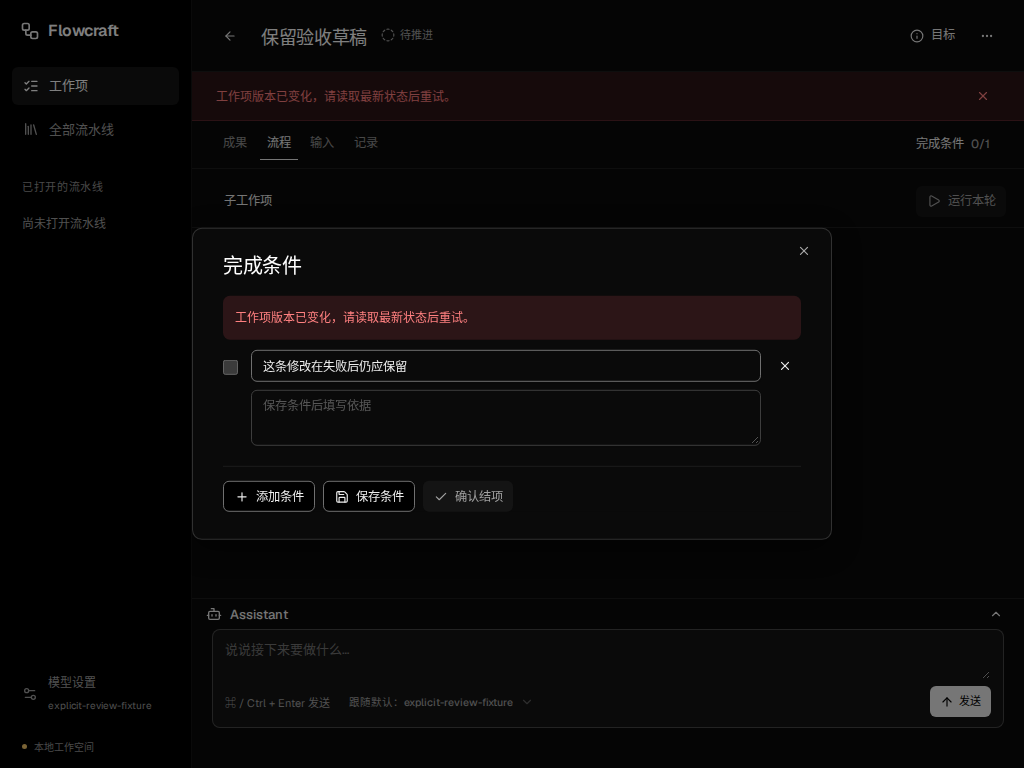 Flowcraft
工作项
全部流水线
已打开的流水线
尚未打开流水线
保留验收草稿
待推进
目标
工作项版本已变化，请读取最新状态后重试。
成果
流程
输入
记录
完成条件 0/1
子工作项
运行本轮
完成条件
工作项版本已变化，请读取最新状态后重试。
这条修改在失败后仍应保留
保存条件后填写依据
添加条件
保存条件
确认结项
Assistant
说说接下来要做什么...
⌘ / Ctrl + Enter 发送
跟随默认：explicit-review-fixture
发送
模型设置
explicit-review-fixture
本地工作空间